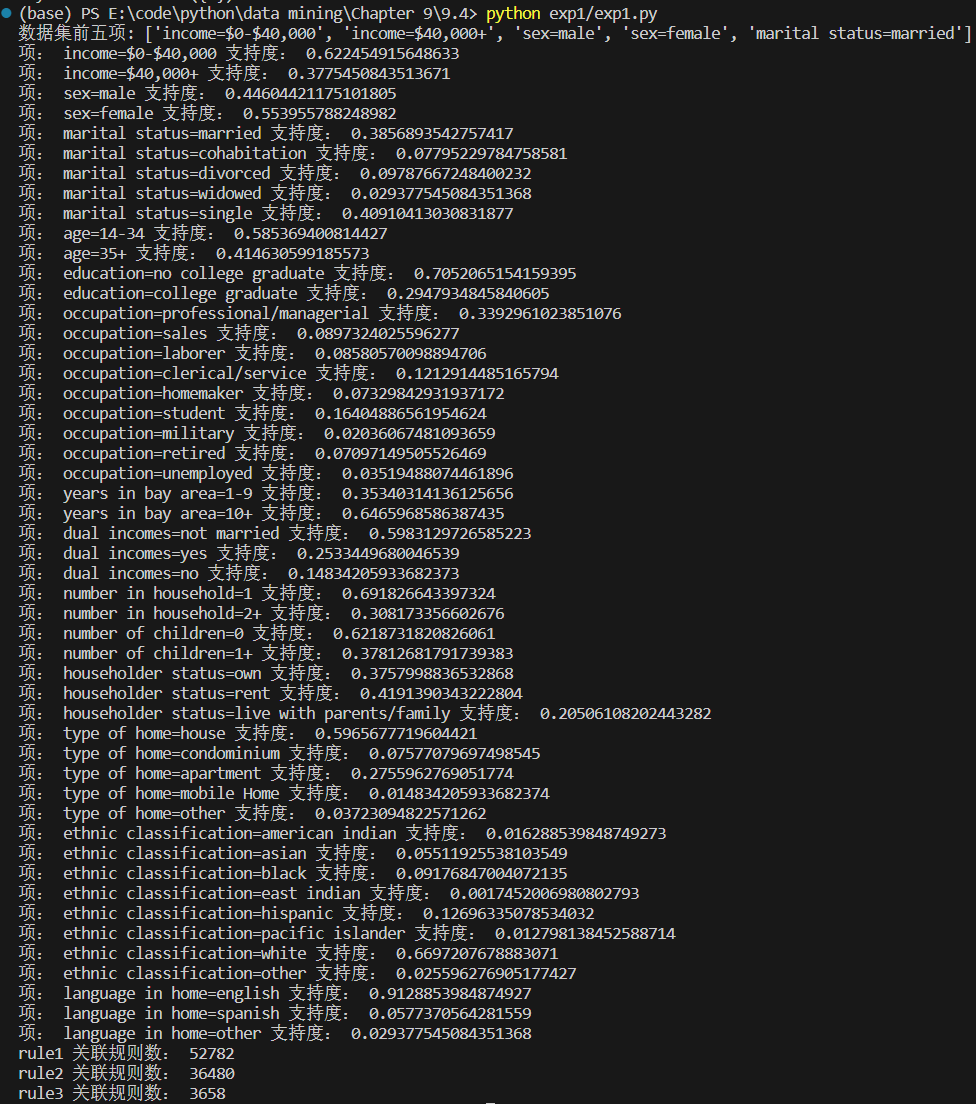 (base) PS E:\code\python\data mining\Chapter 9\9.4> python exp1/exp1.py
数据集前五项: ['income=$0-$40,000', 'income=$40,000+', 'sex=male', 'sex=female', 'marital status=married']
项： income=$0-$40,000 支持度： 0.622454915648633
项： income=$40,000+ 支持度： 0.3775450843513671
项： sex=male 支持度： 0.44604421175101805
项： sex=female 支持度： 0.553955788248982
项： marital status=married 支持度： 0.3856893542757417
项： marital status=cohabitation 支持度： 0.07795229784758581
项： marital status=divorced 支持度： 0.09787667248400232
项： marital status=widowed 支持度： 0.029377545084351368
项： marital status=single 支持度： 0.40910413030831877
项： age=14-34 支持度： 0.585369400814427
项： age=35+ 支持度： 0.414630599185573
项： education=no college graduate 支持度： 0.7052065154159395
项： education=college graduate 支持度： 0.2947934845840605
项： occupation=professional/managerial 支持度： 0.3392961023851076
项： occupation=sales 支持度： 0.0897324025596277
项： occupation=laborer 支持度： 0.08580570098894706
项： occupation=clerical/service 支持度： 0.1212914485165794
项： occupation=homemaker 支持度： 0.07329842931937172
项： occupation=student 支持度： 0.16404886561954624
项： occupation=military 支持度： 0.02036067481093659
项： occupation=retired 支持度： 0.07097149505526469
项： occupation=unemployed 支持度： 0.03519488074461896
项： years in bay area=1-9 支持度： 0.35340314136125656
项： years in bay area=10+ 支持度： 0.6465968586387435
项： dual incomes=not married 支持度： 0.5983129726585223
项： dual incomes=yes 支持度： 0.2533449680046539
项： dual incomes=no 支持度： 0.14834205933682373
项： number in household=1 支持度： 0.691826643397324
项： number in household=2+ 支持度： 0.308173356602676
项： number of children=0 支持度： 0.6218731820826061
项： number of children=1+ 支持度： 0.37812681791739383
项： householder status=own 支持度： 0.3757998836532868
项： householder status=rent 支持度： 0.4191390343222804
项： householder status=live with parents/family 支持度： 0.20506108202443282
项： type of home=house 支持度： 0.5965677719604421
项： type of home=condominium 支持度： 0.07577079697498545
项： type of home=apartment 支持度： 0.2755962769051774
项： type of home=mobile Home 支持度： 0.014834205933682374
项： type of home=other 支持度： 0.03723094822571262
项： ethnic classification=american indian 支持度： 0.016288539848749273
项： ethnic classification=asian 支持度： 0.05511925538103549
项： ethnic classification=black 支持度： 0.09176847004072135
项： ethnic classification=east indian 支持度： 0.0017452006980802793
项： ethnic classification=hispanic 支持度： 0.12696335078534032
项： ethnic classification=pacific islander 支持度： 0.012798138452588714
项： ethnic classification=white 支持度： 0.6697207678883071
项： ethnic classification=other 支持度： 0.025596276905177427
项： language in home=english 支持度： 0.9128853984874927
项： language in home=spanish 支持度： 0.0577370564281559
项： language in home=other 支持度： 0.029377545084351368
rule1 关联规则数： 52782
rule2 关联规则数： 36480
rule3 关联规则数： 3658